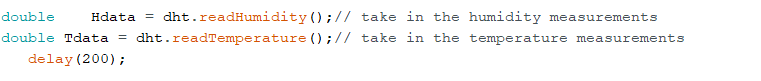 double    Hdata = dht.readHumidity();// take in the humidity measurements
double Tdata = dht.readTemperature();// take in the temperature measurements
   delay(200);